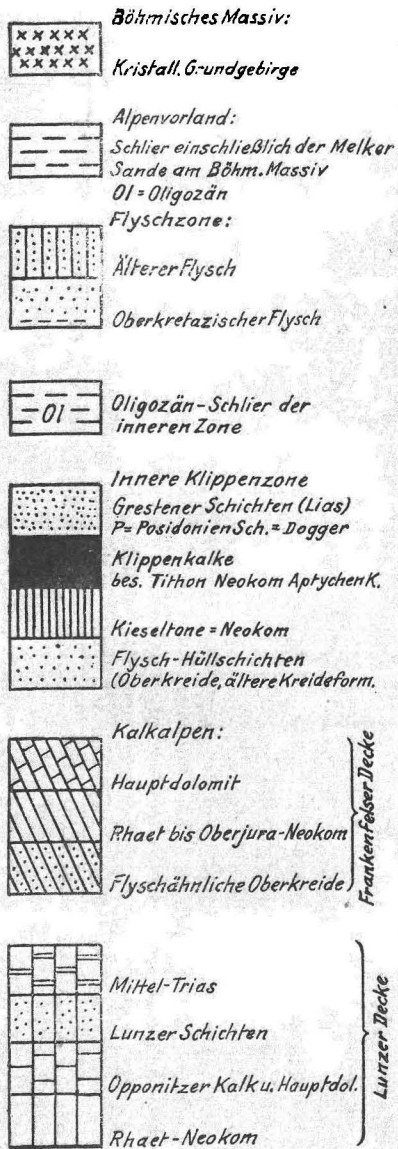 Böhmisches Massiv:
Kristall. Grundgebirge
Alpenvorland:
Schlier einschließlich der Melker
Sande am Böhm. Massiv
Ol = Oligozän
Flyschzone:
Älterer Flysch
Oberkretazischer Flysch
Ol
Oligozän-Schlier der
inneren Zone
Innere Klippenzone
Grestener Schichten (Lias)
P = Posidonien Sch. = Dogger
Klippenkalke
bes. Tithon Neokom Aptychen K.
Kieseltone = Neokom
Flysch-Hüllschichten
(Oberkreide, ältere Kreideform.
Kalkalpen:
Hauptdolomit
Rhaet bis Oberjura-Neokom
Flyschähnliche Oberkreide
Frankenfelser Decke
Mittel-Trias
Lunzer Schichten
Opponitzer Kalk u. Hauptdol.
Rhaet-Neokom
Lunzer Decke